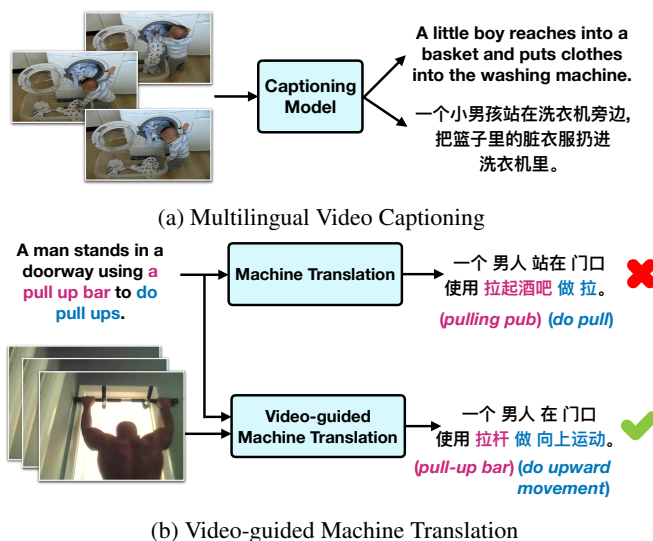 A little boy reaches into a
basket and puts clothes
into the washing machine.
Captioning
Model
一个小男孩站在洗衣机旁边,
把篮子里的脏衣服扔进
洗衣机里。
(a) Multilingual Video Captioning
A man stands in a
doorway using a
pull up bar to do
pull ups.
Machine Translation
一个 男人 站在 门口
使用 拉起酒吧 做 拉。
(pulling pub) (do pull)
Video-guided
Machine Translation
一个 男人 在 门口
使用 拉杆 做 向上运动。
(pull-up bar) (do upward
movement)
(b) Video-guided Machine Translation